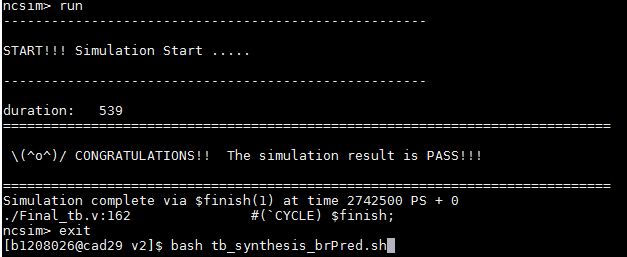 ncsim> run
-----------------------------------------------------
START!!! Simulation Start .....
-----------------------------------------------------
duration:   539
============================================================================
 \(^o^)/ CONGRATULATIONS!!  The simulation result is PASS!!!
============================================================================
Simulation complete via $finish(1) at time 2742500 PS + 0
./Final_tb.v:162               #(`CYCLE) $finish;
ncsim> exit
[b1208026@cad29 v2]$ bash tb_synthesis_brPred.sh